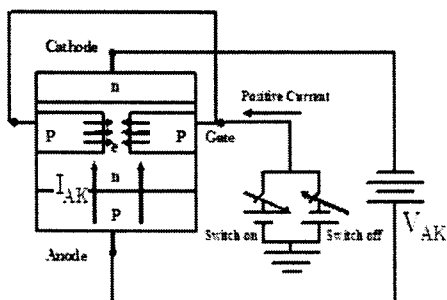 Cathode
n
Positive Current
P
e
P
Gate
I_AK
n
V_AK
P
Switch on
Switch off
Anode